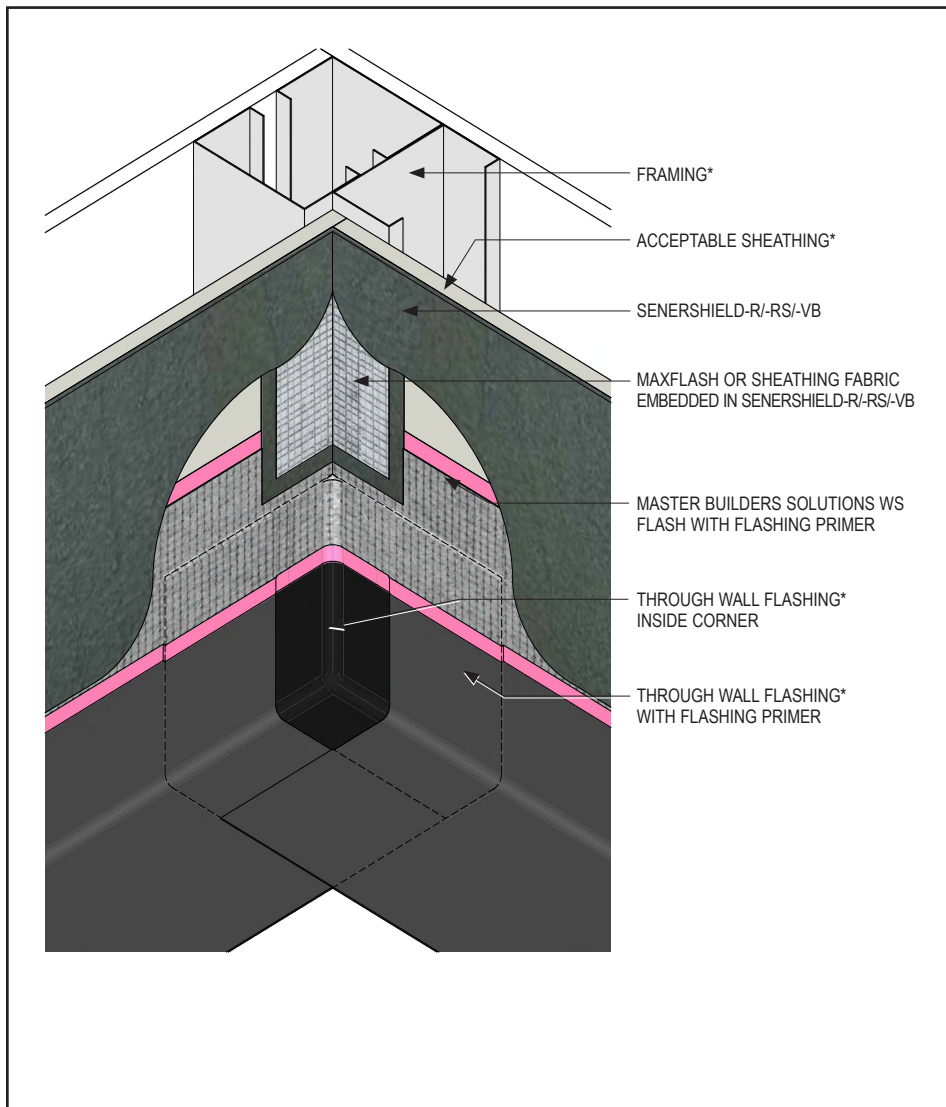 FRAMING*
ACCEPTABLE SHEATHING*
SENERSHIELD-R/-RS/-VB
MAXFLASH OR SHEATHING FABRIC
EMBEDDED IN SENERSHIELD-R/-RS/-VB
MASTER BUILDERS SOLUTIONS WS
FLASH WITH FLASHING PRIMER
THROUGH WALL FLASHING*
INSIDE CORNER
THROUGH WALL FLASHING*
WITH FLASHING PRIMER